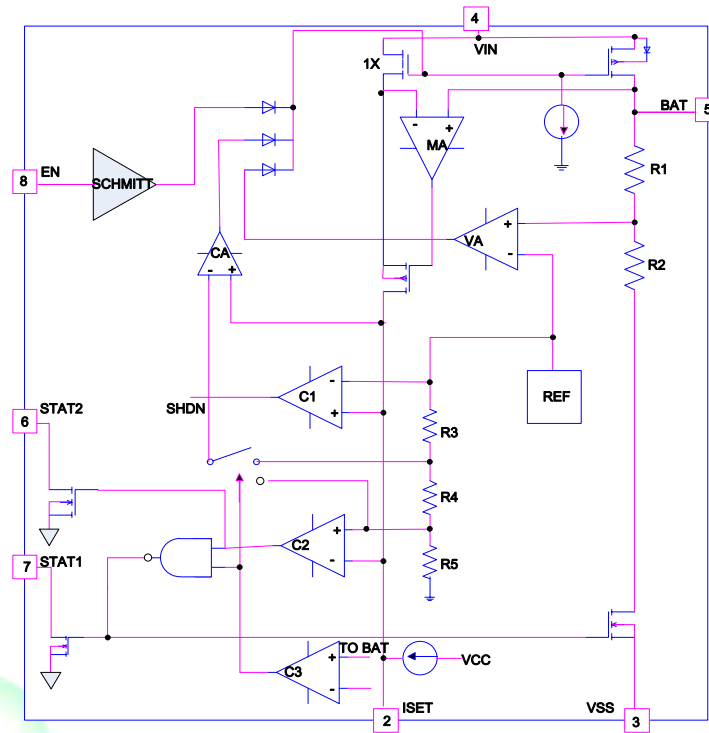 4
VIN
1X
BAT
5
- +
MA
R1
8
EN
SCHMITT
+
VA
-
R2
CA
- +
SHDN
-
C1
+
REF
STAT2
6
R3
R4
+
C2
-
R5
STAT1
7
TO BAT
+
C3
-
VCC
ISET
2
VSS
3